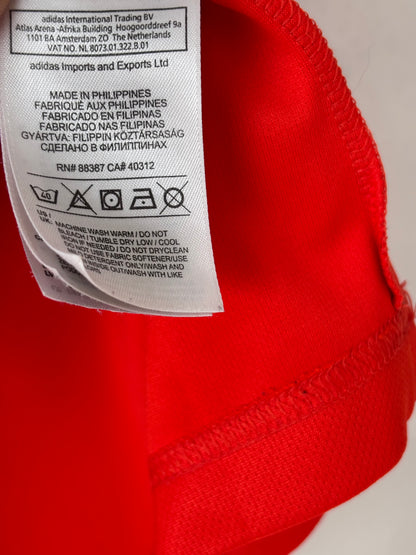 adidas International Trading BV
Atlas Arena -Afrika Building Hoogoorddreef 9a
1101 BA Amsterdam ZO The Netherlands
VAT NO. NL 8073.01.322.B.01
adidas Imports and Exports Ltd
MADE IN PHILIPPINES
FABRIQUÉ AUX PHILIPPINES
FABRICADO EN FILIPINAS
FABRICADO NAS FILIPINAS
GYÁRTVA: FILIPPIN KÖZTÁRSASÁG
СДЕЛАНО В ФИЛИППИНАХ
RN# 88387 CA# 40312
40
US /
UK: MACHINE WASH WARM / DO NOT
BLEACH / TUMBLE DRY LOW / COOL
IRON IF NEEDED / DO NOT DRYCLEAN
DO NOT USE FABRIC SOFTENER/USE
DETERGENT ONLY/WASH AND
INSIDE OUT/WASH WITH LIKE